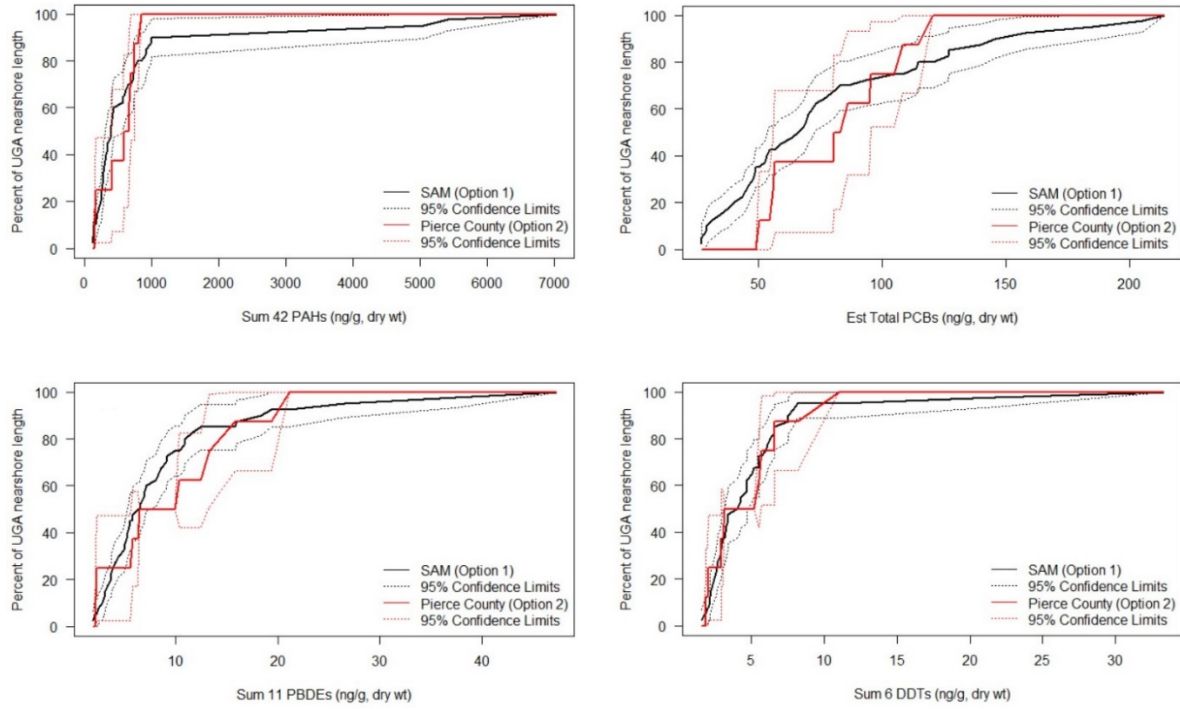 Percent of UGA nearshore length
100
80
60
40
20
0
SAM (Option 1)
95% Confidence Limits
Pierce County (Option 2)
95% Confidence Limits
0 1000 2000 3000 4000 5000 6000 7000
Sum 42 PAHs (ng/g, dry wt)
Percent of UGA nearshore length
100
80
60
40
20
0
SAM (Option 1)
95% Confidence Limits
Pierce County (Option 2)
95% Confidence Limits
50 100 150 200
Est Total PCBs (ng/g, dry wt)
Percent of UGA nearshore length
100
80
60
40
20
0
SAM (Option 1)
95% Confidence Limits
Pierce County (Option 2)
95% Confidence Limits
10 20 30 40
Sum 11 PBDEs (ng/g, dry wt)
Percent of UGA nearshore length
100
80
60
40
20
0
SAM (Option 1)
95% Confidence Limits
Pierce County (Option 2)
95% Confidence Limits
5 10 15 20 25 30
Sum 6 DDTs (ng/g, dry wt)